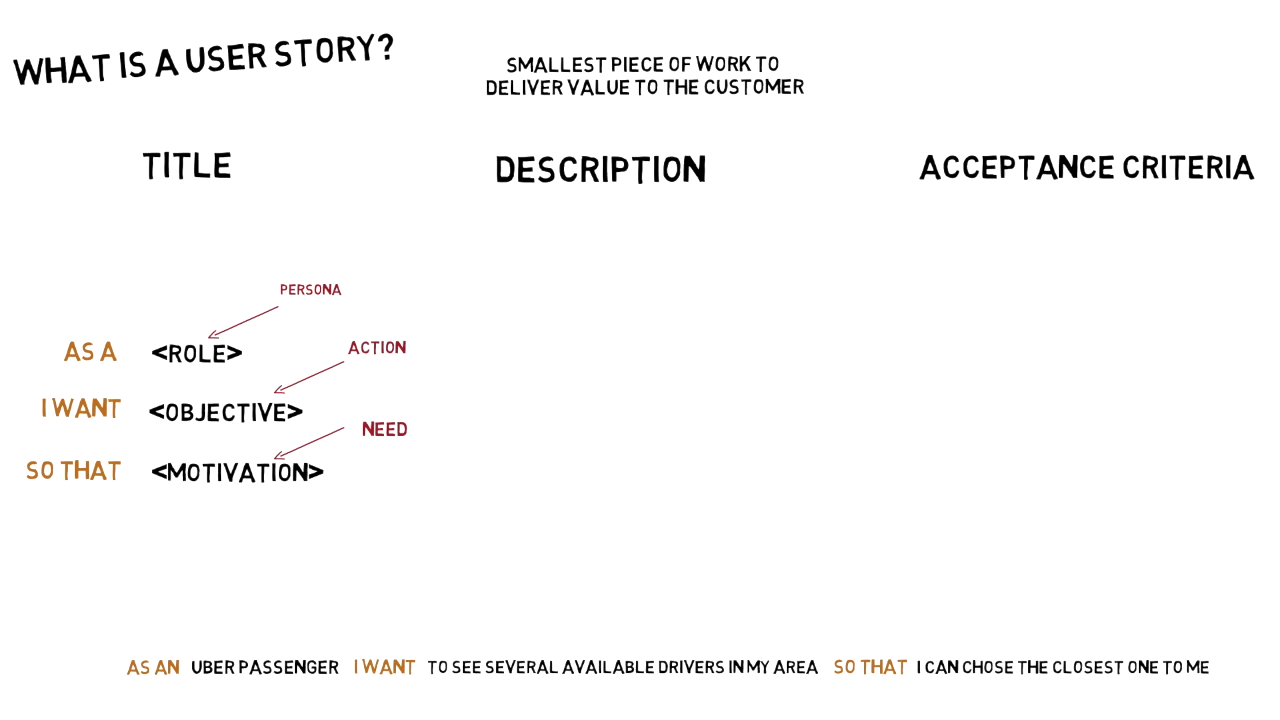 WHAT IS A USER STORY?
SMALLEST PIECE OF WORK TO
DELIVER VALUE TO THE CUSTOMER
TITLE
DESCRIPTION
ACCEPTANCE CRITERIA
PERSONA
AS A <ROLE>
ACTION
I WANT <OBJECTIVE>
NEED
SO THAT <MOTIVATION>
AS AN UBER PASSENGER I WANT TO SEE SEVERAL AVAILABLE DRIVERS IN MY AREA SO THAT I CAN CHOSE THE CLOSEST ONE TO ME